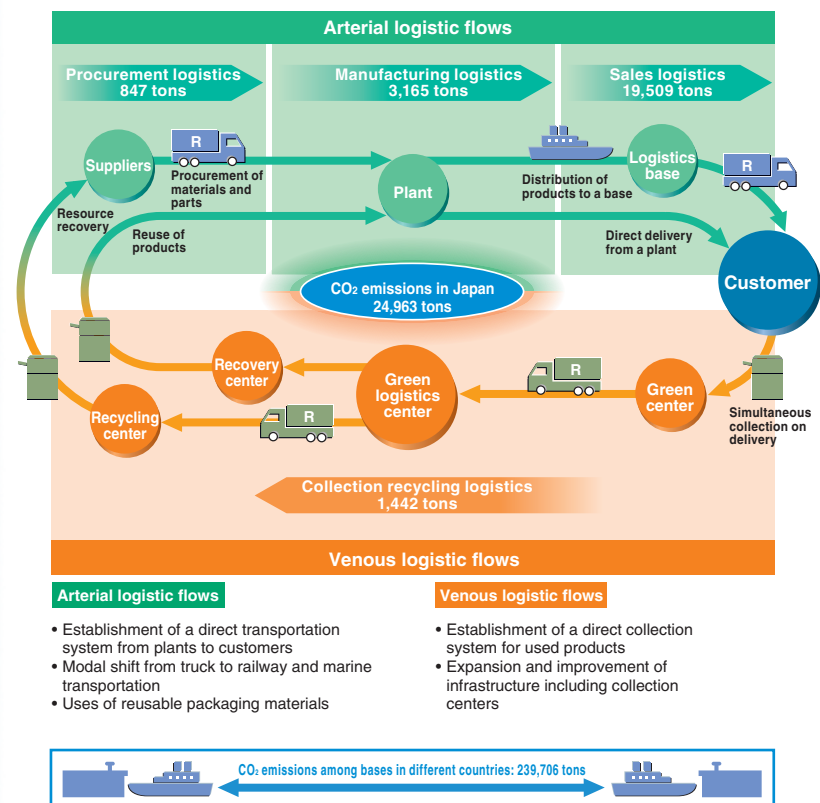 Arterial logistic flows
Procurement logistics
847 tons
Manufacturing logistics
3,165 tons
Sales logistics
19,509 tons
Suppliers
R
Procurement of
materials and
parts
Plant
Distribution of
products to a base
Logistics
base
R
Resource
recovery
Reuse of
products
Direct delivery
from a plant
Customer
CO₂ emissions in Japan
24,963 tons
Recovery
center
Recycling
center
R
Green
logistics
center
R
Green
center
Simultaneous
collection on
delivery
Collection recycling logistics
1,442 tons
Venous logistic flows
Arterial logistic flows
• Establishment of a direct transportation
system from plants to customers
• Modal shift from truck to railway and marine
transportation
• Uses of reusable packaging materials
Venous logistic flows
• Establishment of a direct collection
system for used products
• Expansion and improvement of
infrastructure including collection
centers
CO₂ emissions among bases in different countries: 239,706 tons